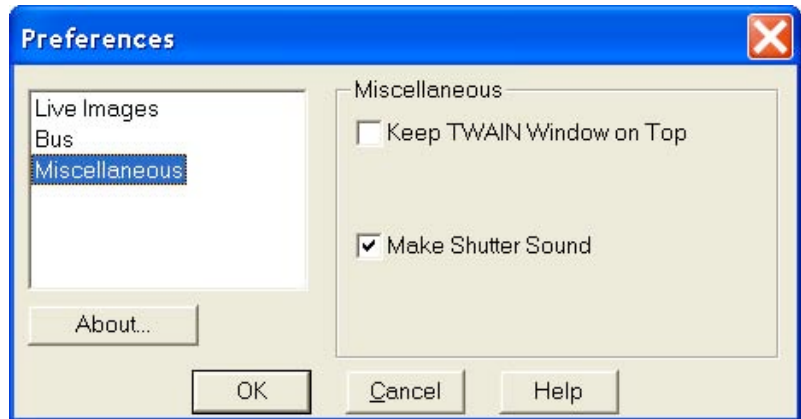 Preferences
Live Images
Bus
Miscellaneous
About...
Miscellaneous
Keep TWAIN Window on Top
Make Shutter Sound
OK
Cancel
Help